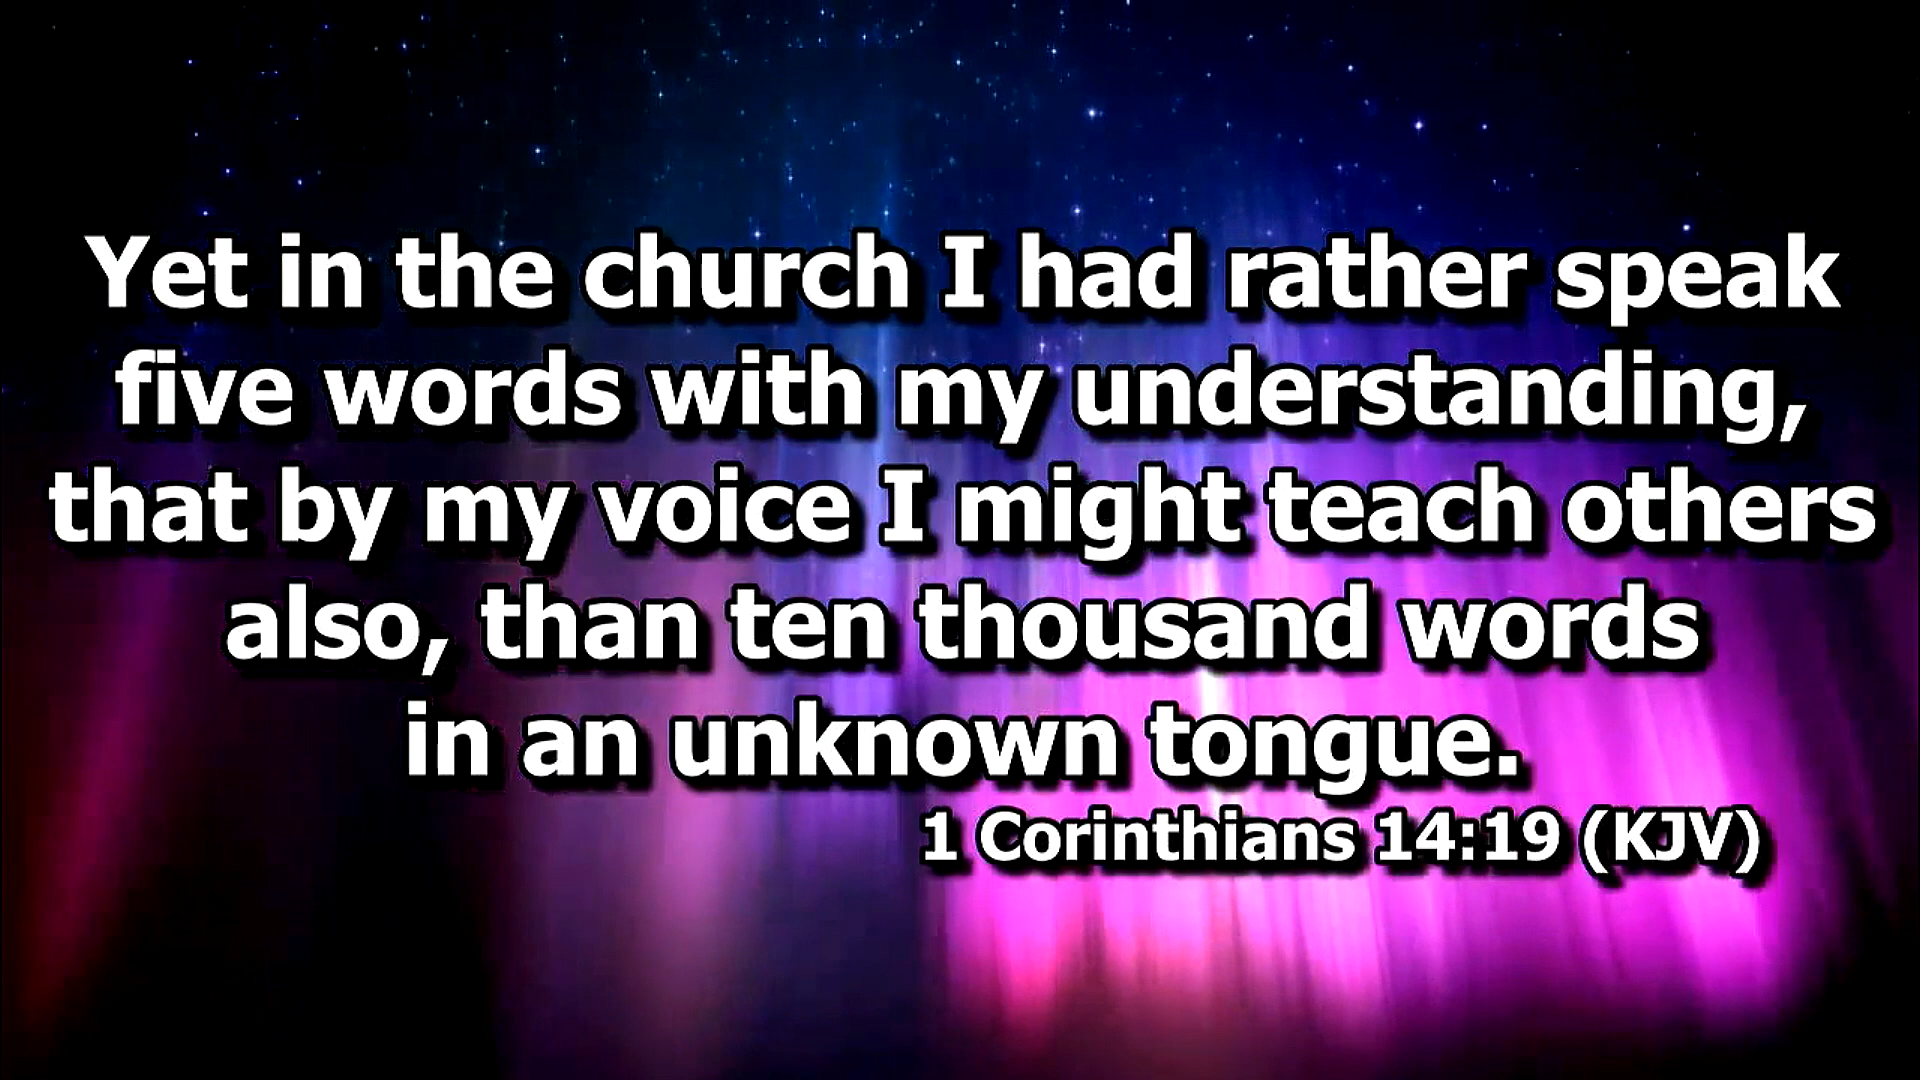 Yet in the church I had rather speak
five words with my understanding,
that by my voice I might teach others
also, than ten thousand words
in an unknown tongue.
1 Corinthians 14:19 (KJV)